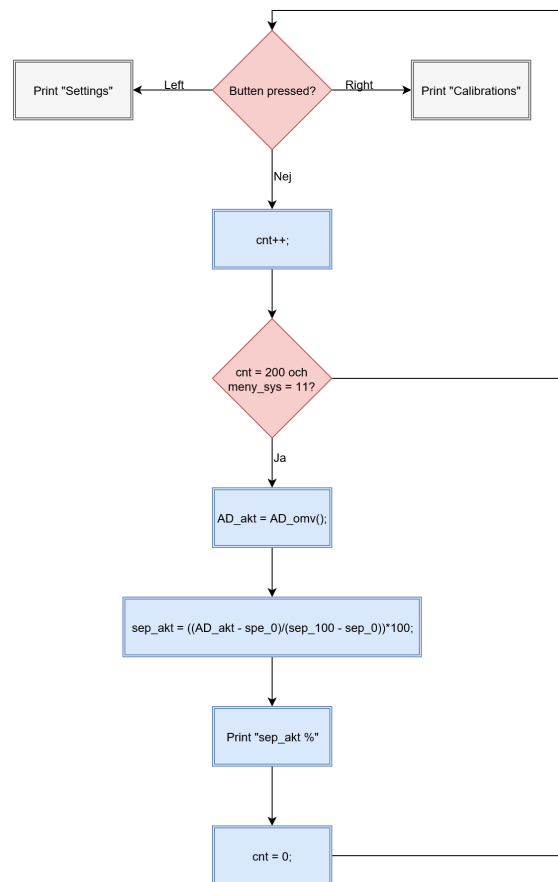 Print "Settings"
Left
Butten pressed?
Right
Print "Calibrations"
Nej
cnt++;
cnt = 200 och
meny_sys = 11?
Ja
AD_akt = AD_omv();
sep_akt = ((AD_akt - spe_0)/(sep_100 - sep_0))*100;
Print "sep_akt %"
cnt = 0;